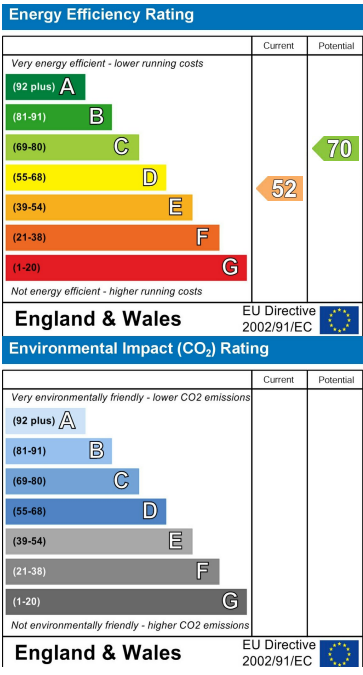 Energy Efficiency Rating
Current Potential
Very energy efficient - lower running costs
(92 plus) A
(81-91) B
(69-80) C
70
(55-68) D
52
(39-54) E
(21-38) F
(1-20) G
Not energy efficient - higher running costs
England & Wales
EU Directive
2002/91/EC
Environmental Impact (CO₂) Rating
Current Potential
Very environmentally friendly - lower CO2 emissions
(92 plus) A
(81-91) B
(69-80) C
(55-68) D
(39-54) E
(21-38) F
(1-20) G
Not environmentally friendly - higher CO2 emissions
England & Wales
EU Directive
2002/91/EC